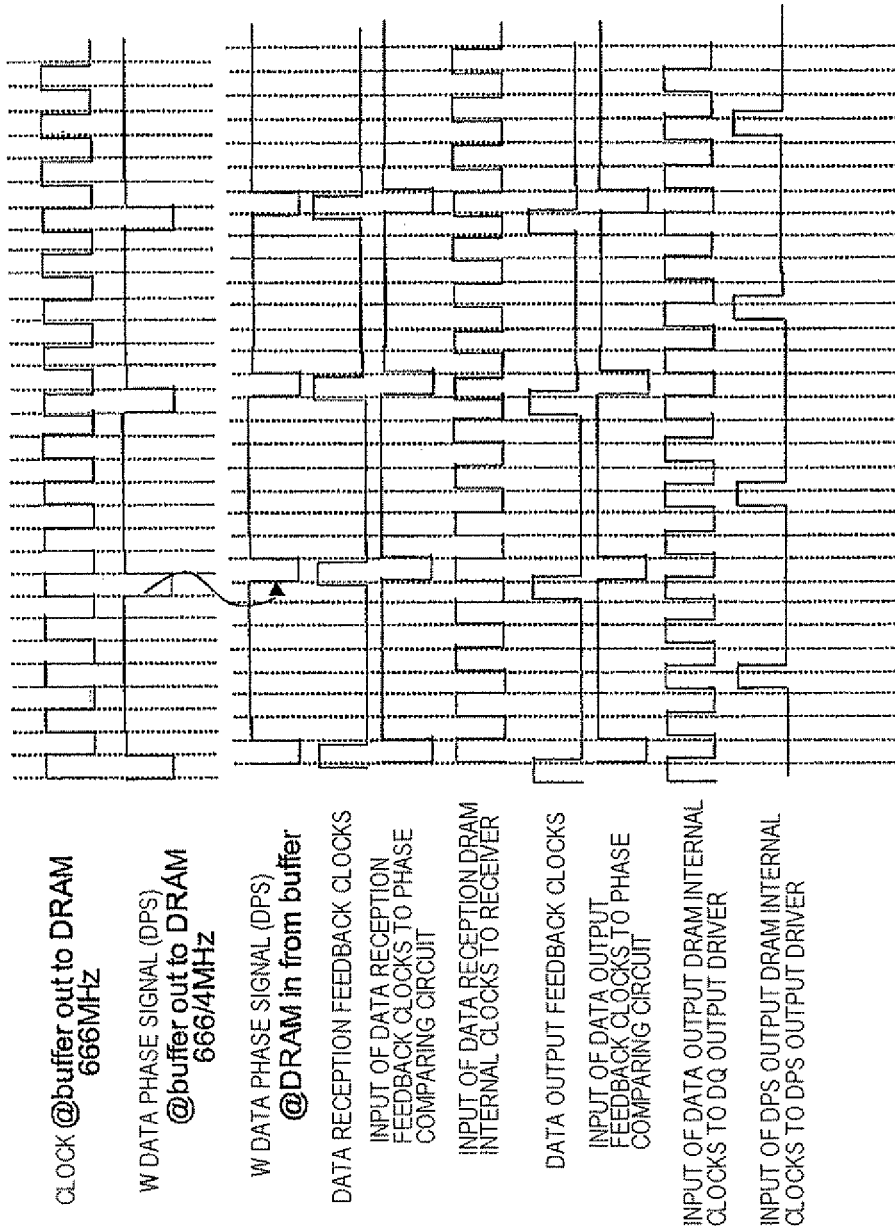 CLOCK @buffer out to DRAM
666MHz
W DATA PHASE SIGNAL (DPS)
@buffer out to DRAM
666/4MHz
W DATA PHASE SIGNAL (DPS)
@DRAM in from buffer
DATA RECEPTION FEEDBACK CLOCKS
INPUT OF DATA RECEPTION
FEEDBACK CLOCKS TO PHASE
COMPARING CIRCUIT
INPUT OF DATA RECEPTION DRAM
INTERNAL CLOCKS TO RECEIVER
DATA OUTPUT FEEDBACK CLOCKS
INPUT OF DATA OUTPUT
FEEDBACK CLOCKS TO PHASE
COMPARING CIRCUIT
INPUT OF DATA OUTPUT DRAM INTERNAL
CLOCKS TO DQ OUTPUT DRIVER
INPUT OF DPS OUTPUT DRAM INTERNAL
CLOCKS TO DPS OUTPUT DRIVER